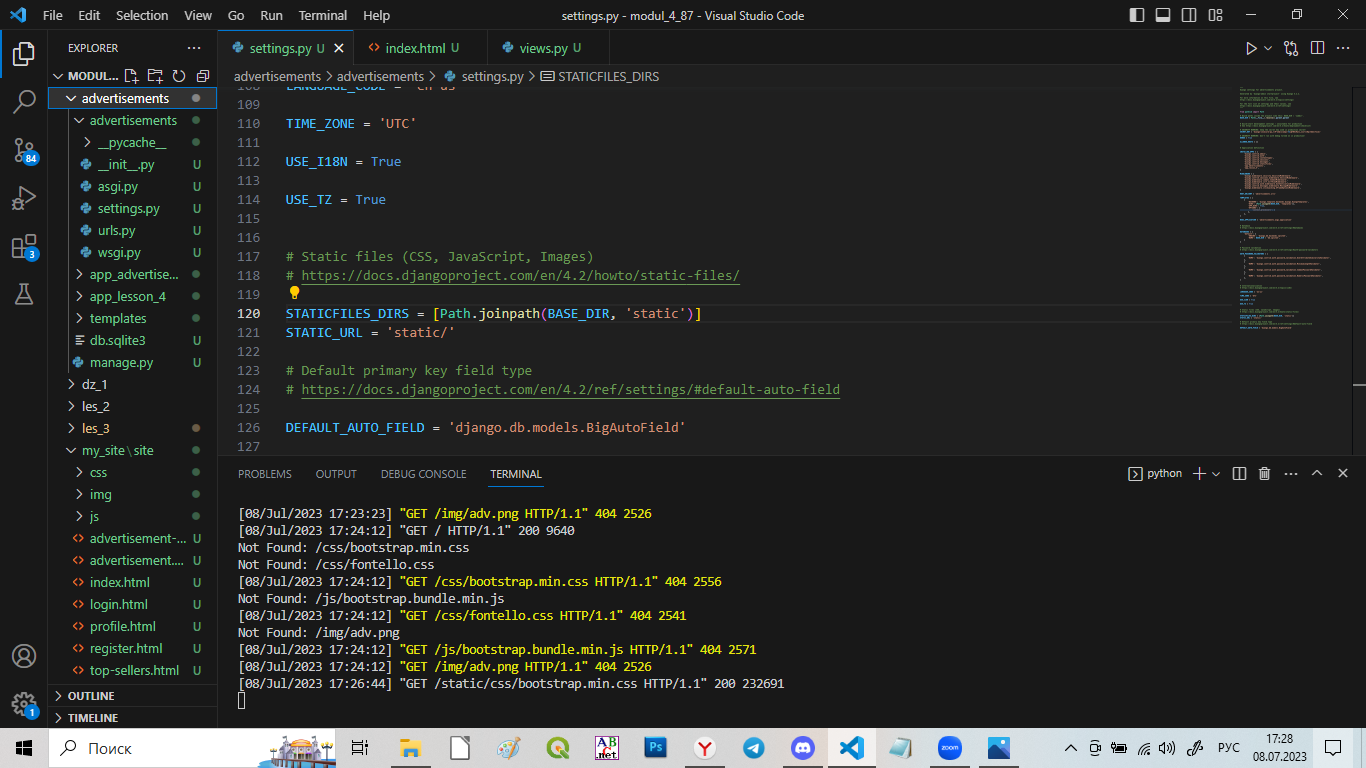 File Edit Selection View Go Run Terminal Help
settings.py - modul_4_87 - Visual Studio Code
EXPLORER
settings.py U
index.html U
views.py U
MODUL...
advertisements > advertisements > settings.py > STATICFILES_DIRS
advertisements
advertisements
__pycache__
__init__.py U
asgi.py U
settings.py U
urls.py U
wsgi.py U
app_advertise...
app_lesson_4
templates
db.sqlite3 U
manage.py U
dz_1
les_2
les_3
my_site\site
css
img
js
advertisement-... U
advertisement.... U
index.html U
login.html U
profile.html U
register.html U
top-sellers.html U
OUTLINE
TIMELINE
84
3
1
109
110 TIME_ZONE = 'UTC'
111
112 USE_I18N = True
113
114 USE_TZ = True
115
116
117 # Static files (CSS, JavaScript, Images)
118 # https://docs.djangoproject.com/en/4.2/howto/static-files/
119
120 STATICFILES_DIRS = [Path.joinpath(BASE_DIR, 'static')]
121 STATIC_URL = 'static/'
122
123 # Default primary key field type
124 # https://docs.djangoproject.com/en/4.2/ref/settings/#default-auto-field
125
126 DEFAULT_AUTO_FIELD = 'django.db.models.BigAutoField'
127
PROBLEMS OUTPUT DEBUG CONSOLE TERMINAL
python
[08/Jul/2023 17:23:23] "GET /img/adv.png HTTP/1.1" 404 2526
[08/Jul/2023 17:24:12] "GET / HTTP/1.1" 200 9640
Not Found: /css/bootstrap.min.css
Not Found: /css/fontello.css
[08/Jul/2023 17:24:12] "GET /css/bootstrap.min.css HTTP/1.1" 404 2556
Not Found: /js/bootstrap.bundle.min.js
[08/Jul/2023 17:24:12] "GET /css/fontello.css HTTP/1.1" 404 2541
Not Found: /img/adv.png
[08/Jul/2023 17:24:12] "GET /js/bootstrap.bundle.min.js HTTP/1.1" 404 2571
[08/Jul/2023 17:24:12] "GET /img/adv.png HTTP/1.1" 404 2526
[08/Jul/2023 17:26:44] "GET /static/css/bootstrap.min.css HTTP/1.1" 200 232691
Поиск
ABC
.net
Ps
zoom
РУС
17:28
08.07.2023